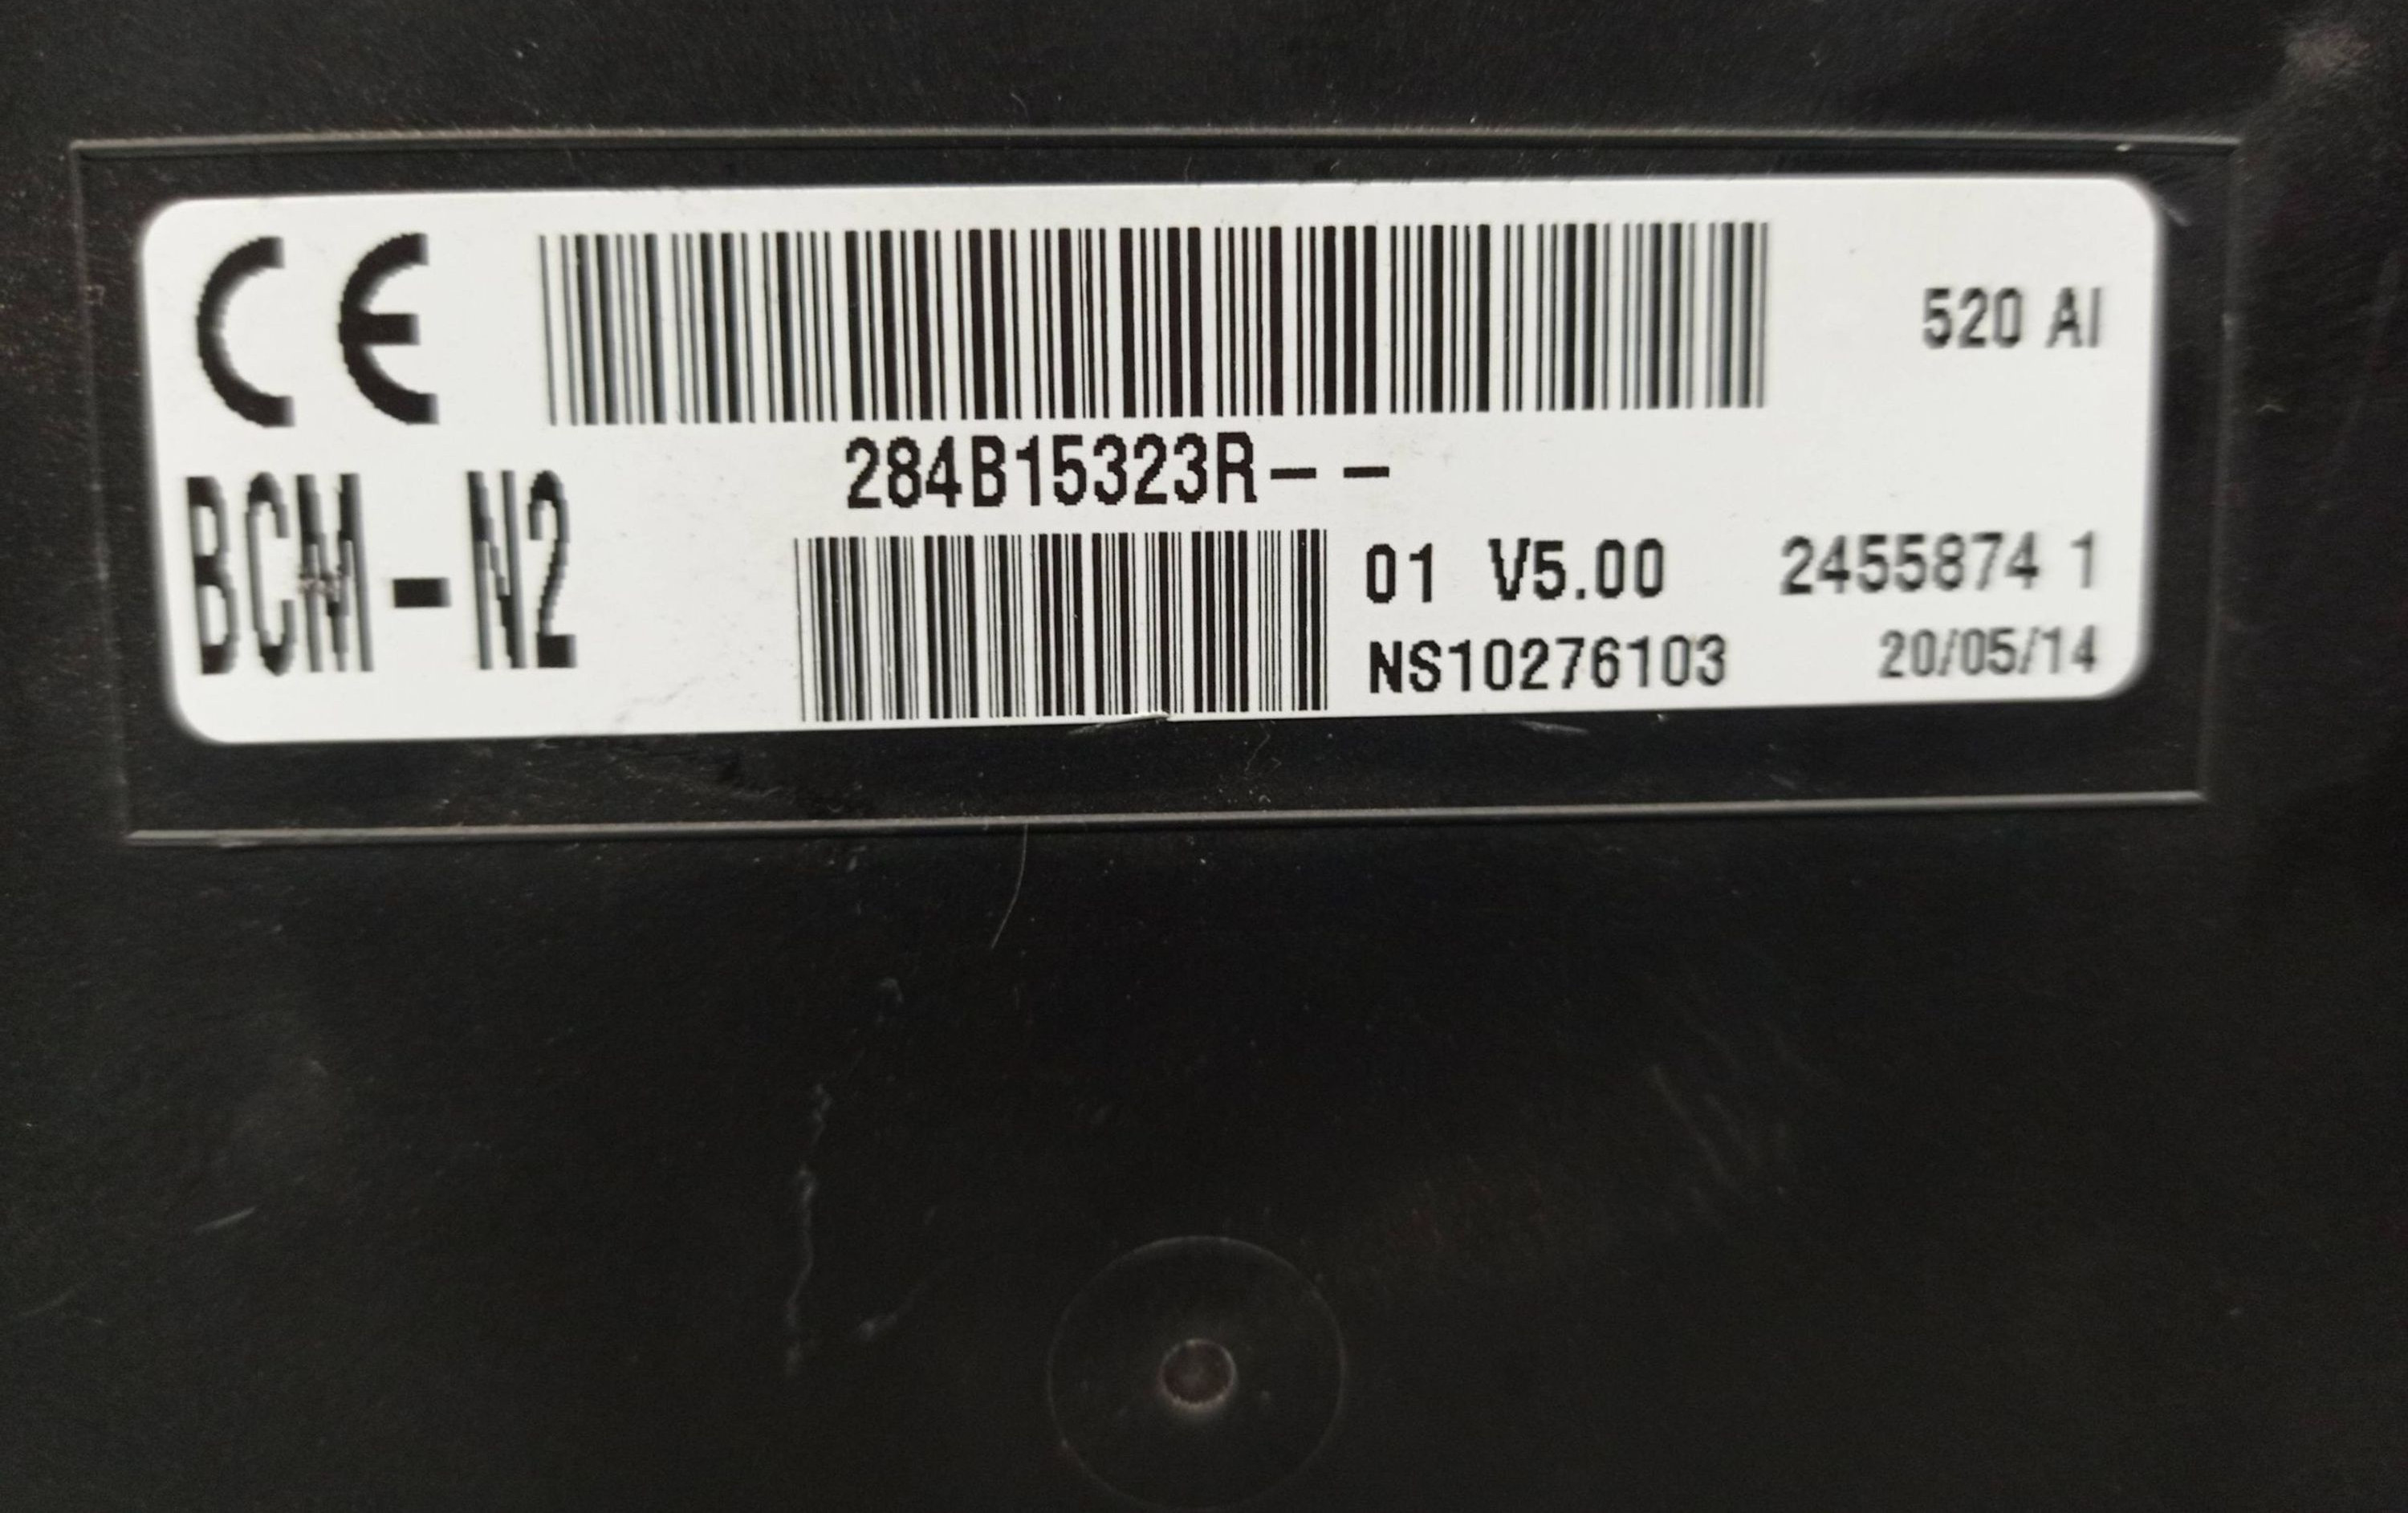 CE
520 AI
284B15323R--
BCM-N2
01 V5.00 2455874 1
NS10276103 20/05/14